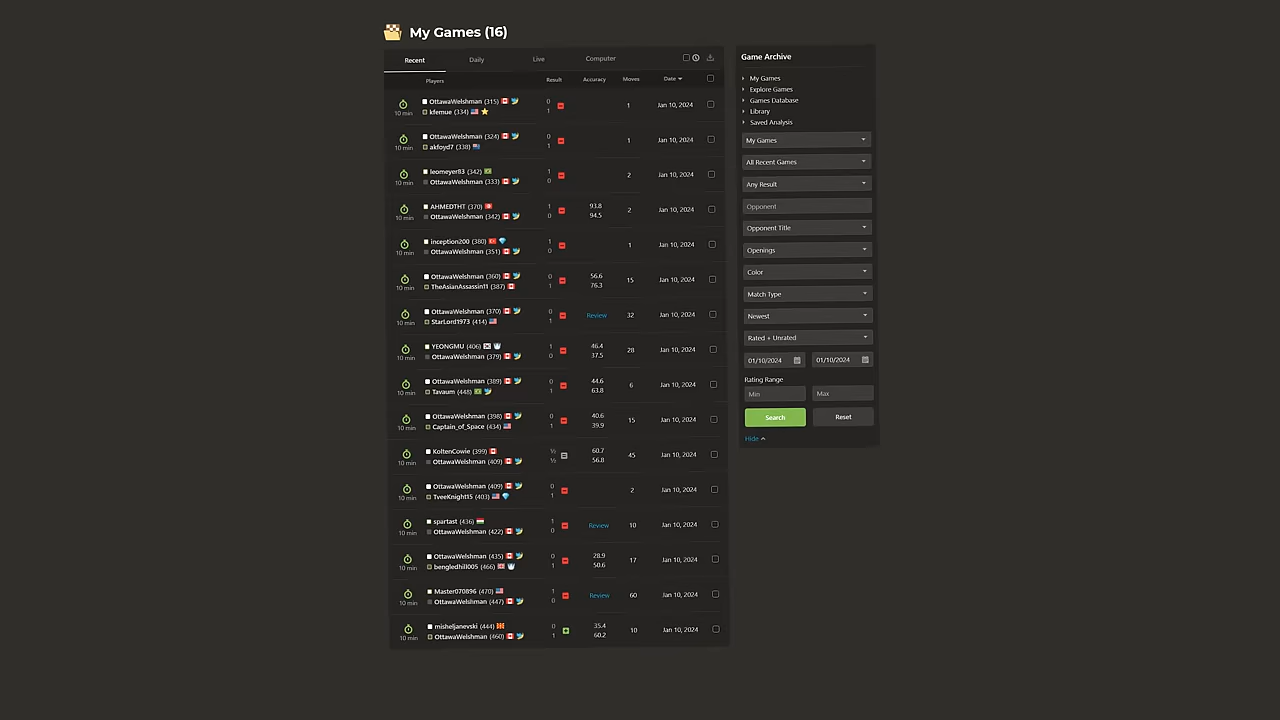 My Games (16)
Recent Daily Live Computer
Players Result Accuracy Moves Date
OttawaWelshman (315) 0
kfemue (334) 1
10 min 1 Jan 10, 2024
OttawaWelshman (324) 0
akfoyd7 (338) 1
10 min 1 Jan 10, 2024
leomeyer83 (342) 1
OttawaWelshman (333) 0
10 min 2 Jan 10, 2024
AHMEDTHT (370) 1 93.8
OttawaWelshman (342) 0 94.5
10 min 2 Jan 10, 2024
inception200 (380) 1
OttawaWelshman (351) 0
10 min 1 Jan 10, 2024
OttawaWelshman (360) 0 56.6
TheAsianAssassin11 (387) 1 76.3
10 min 15 Jan 10, 2024
OttawaWelshman (370) 0
StarLord1973 (414) 1
10 min Review 32 Jan 10, 2024
YEONGMU (406) 1 46.4
OttawaWelshman (379) 0 37.5
10 min 28 Jan 10, 2024
OttawaWelshman (389) 0 44.6
Tavaum (448) 1 63.8
10 min 6 Jan 10, 2024
OttawaWelshman (398) 0 40.6
Captain_of_Space (434) 1 39.9
10 min 15 Jan 10, 2024
KoltenCowie (399) ½ 60.7
OttawaWelshman (409) ½ 56.8
10 min 45 Jan 10, 2024
OttawaWelshman (409) 0
TveeKnight15 (403) 1
10 min 2 Jan 10, 2024
spartast (436) 1
OttawaWelshman (422) 0
10 min Review 10 Jan 10, 2024
OttawaWelshman (435) 0 28.9
bengledhill005 (466) 1 50.6
10 min 17 Jan 10, 2024
Master070896 (470) 1
OttawaWelshman (447) 0
10 min Review 60 Jan 10, 2024
misheljanevski (444) 0 35.4
OttawaWelshman (460) 1 60.2
10 min 10 Jan 10, 2024
Game Archive
My Games
Explore Games
Games Database
Library
Saved Analysis
My Games
All Recent Games
Any Result
Opponent
Opponent Title
Openings
Color
Match Type
Newest
Rated + Unrated
01/10/2024 01/10/2024
Rating Range
Min Max
Search Reset
Hide